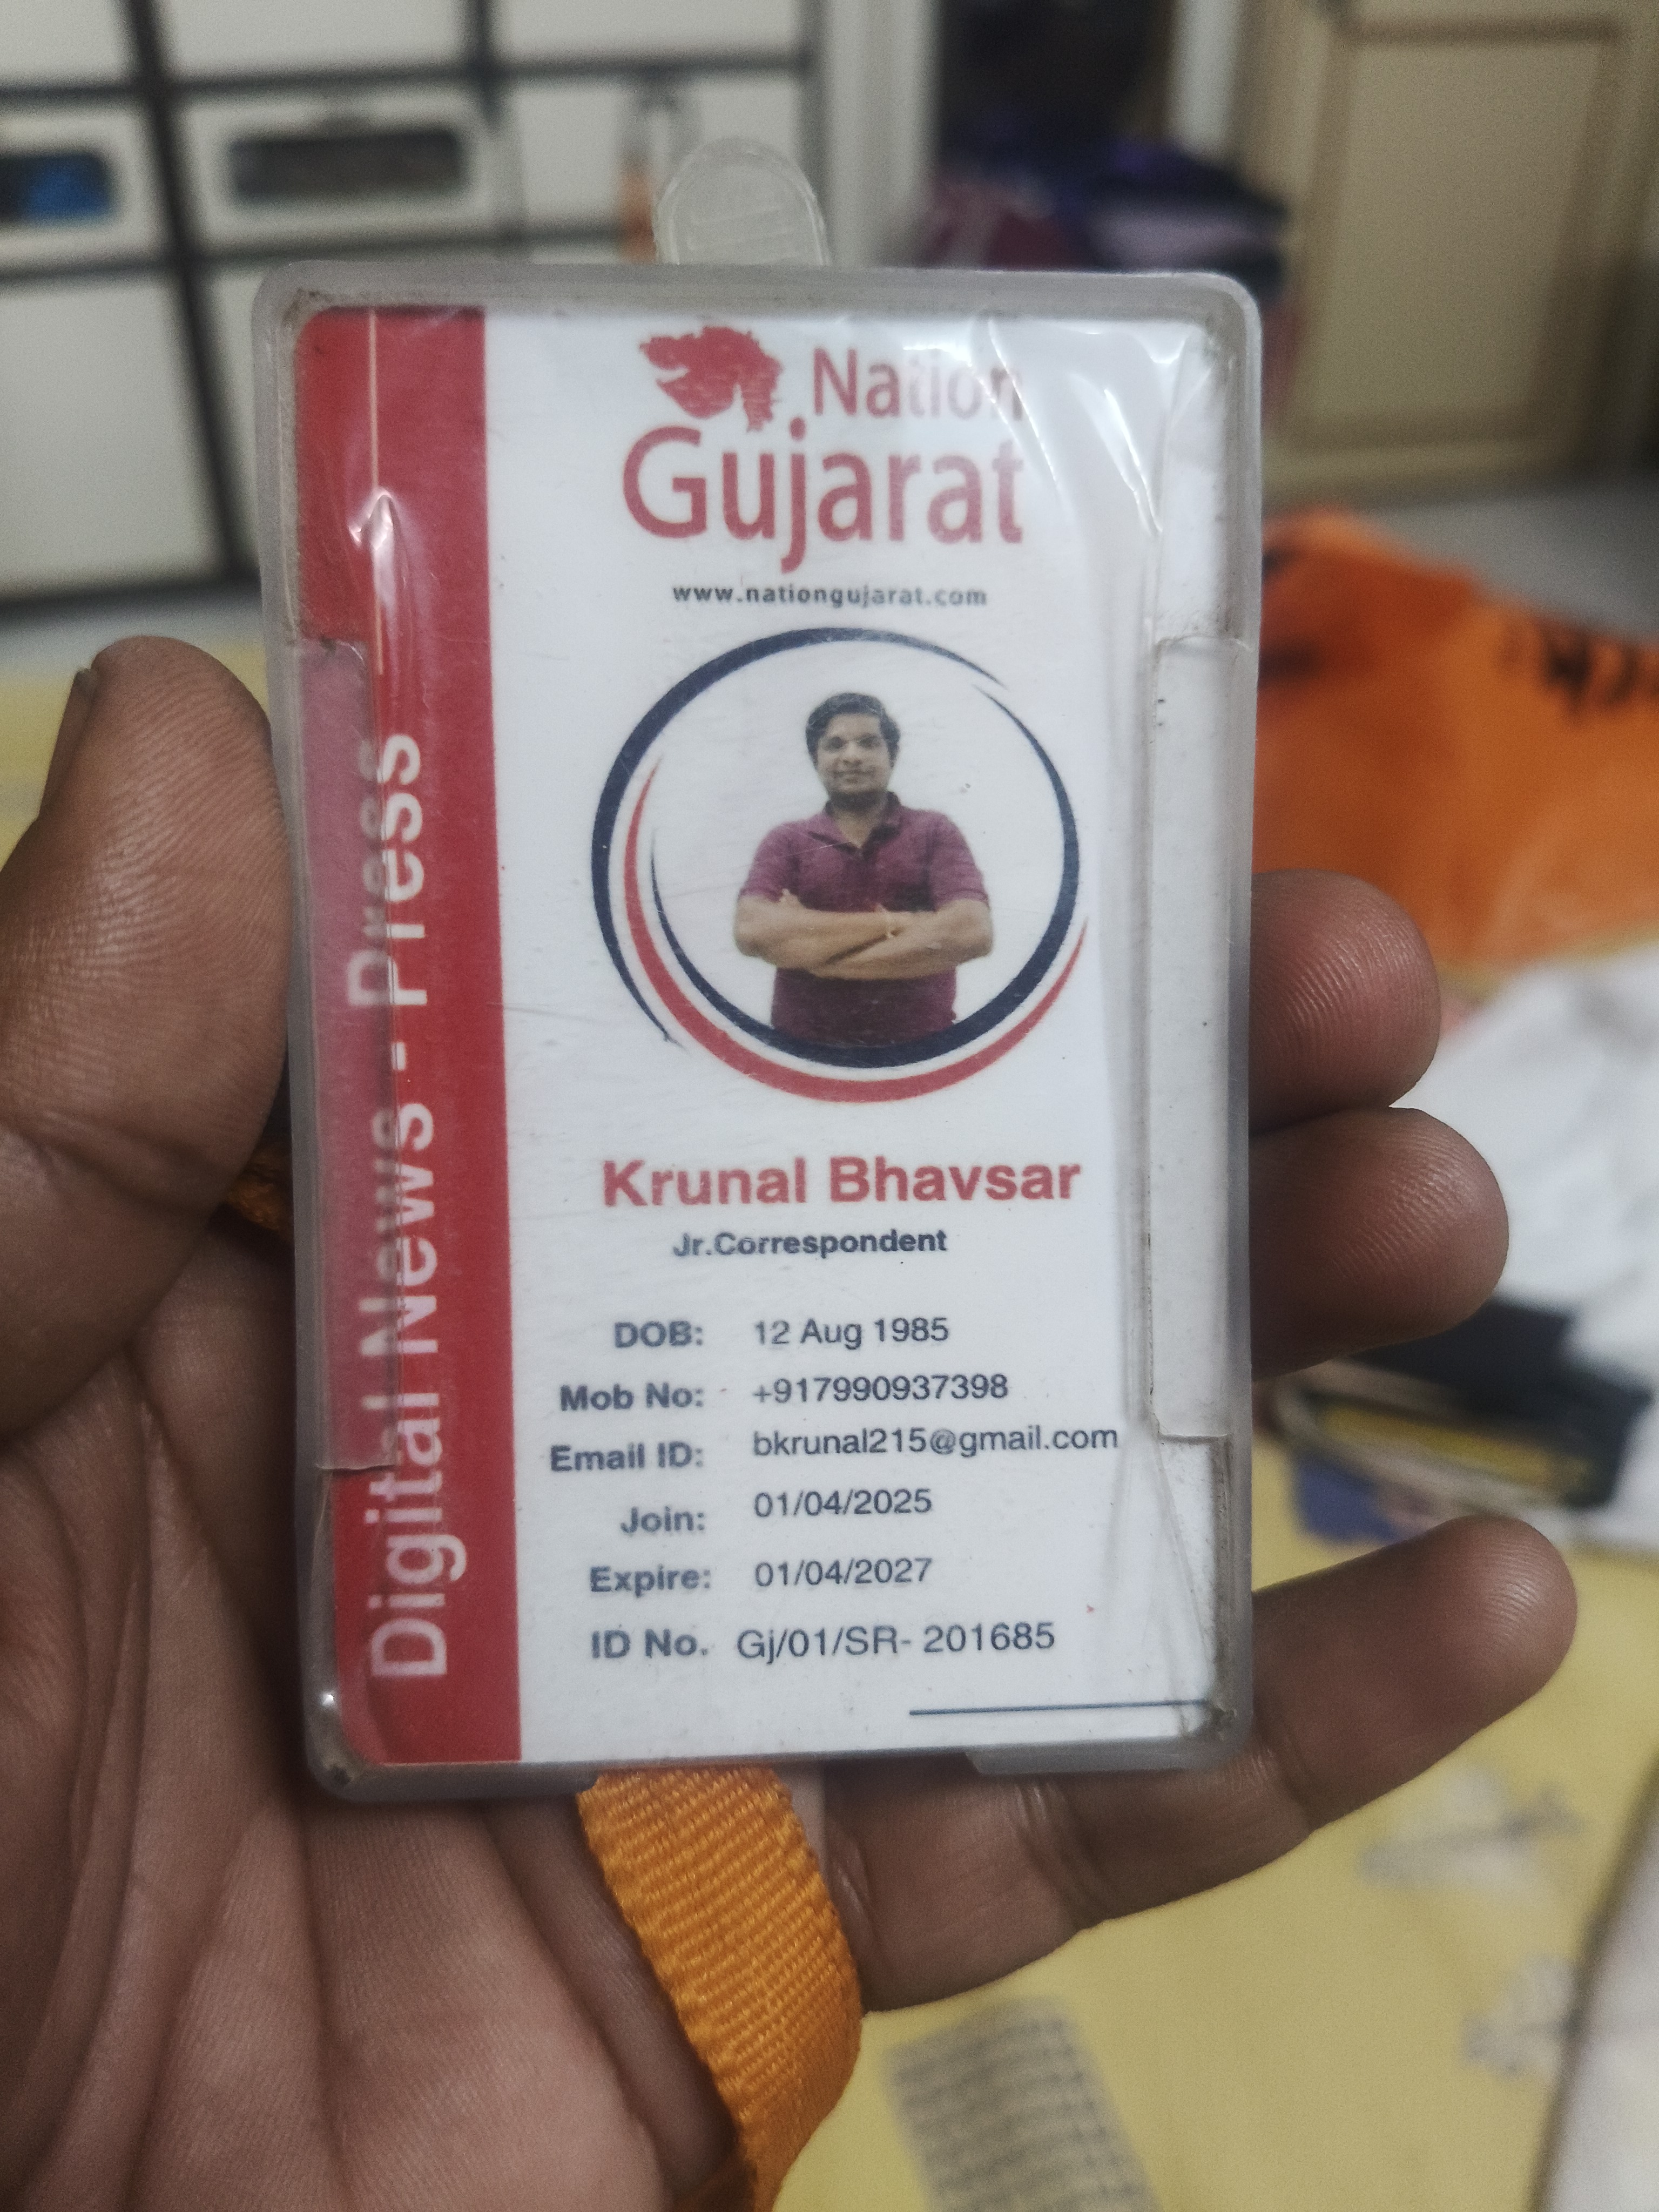 Nation
Gujarat
www.nationgujarat.com
Digital News - Press
Krunal Bhavsar
Jr.Correspondent
DOB: 12 Aug 1985
Mob No: +917990937398
Email ID: bkrunal215@gmail.com
Join: 01/04/2025
Expire: 01/04/2027
ID No. Gj/01/SR- 201685